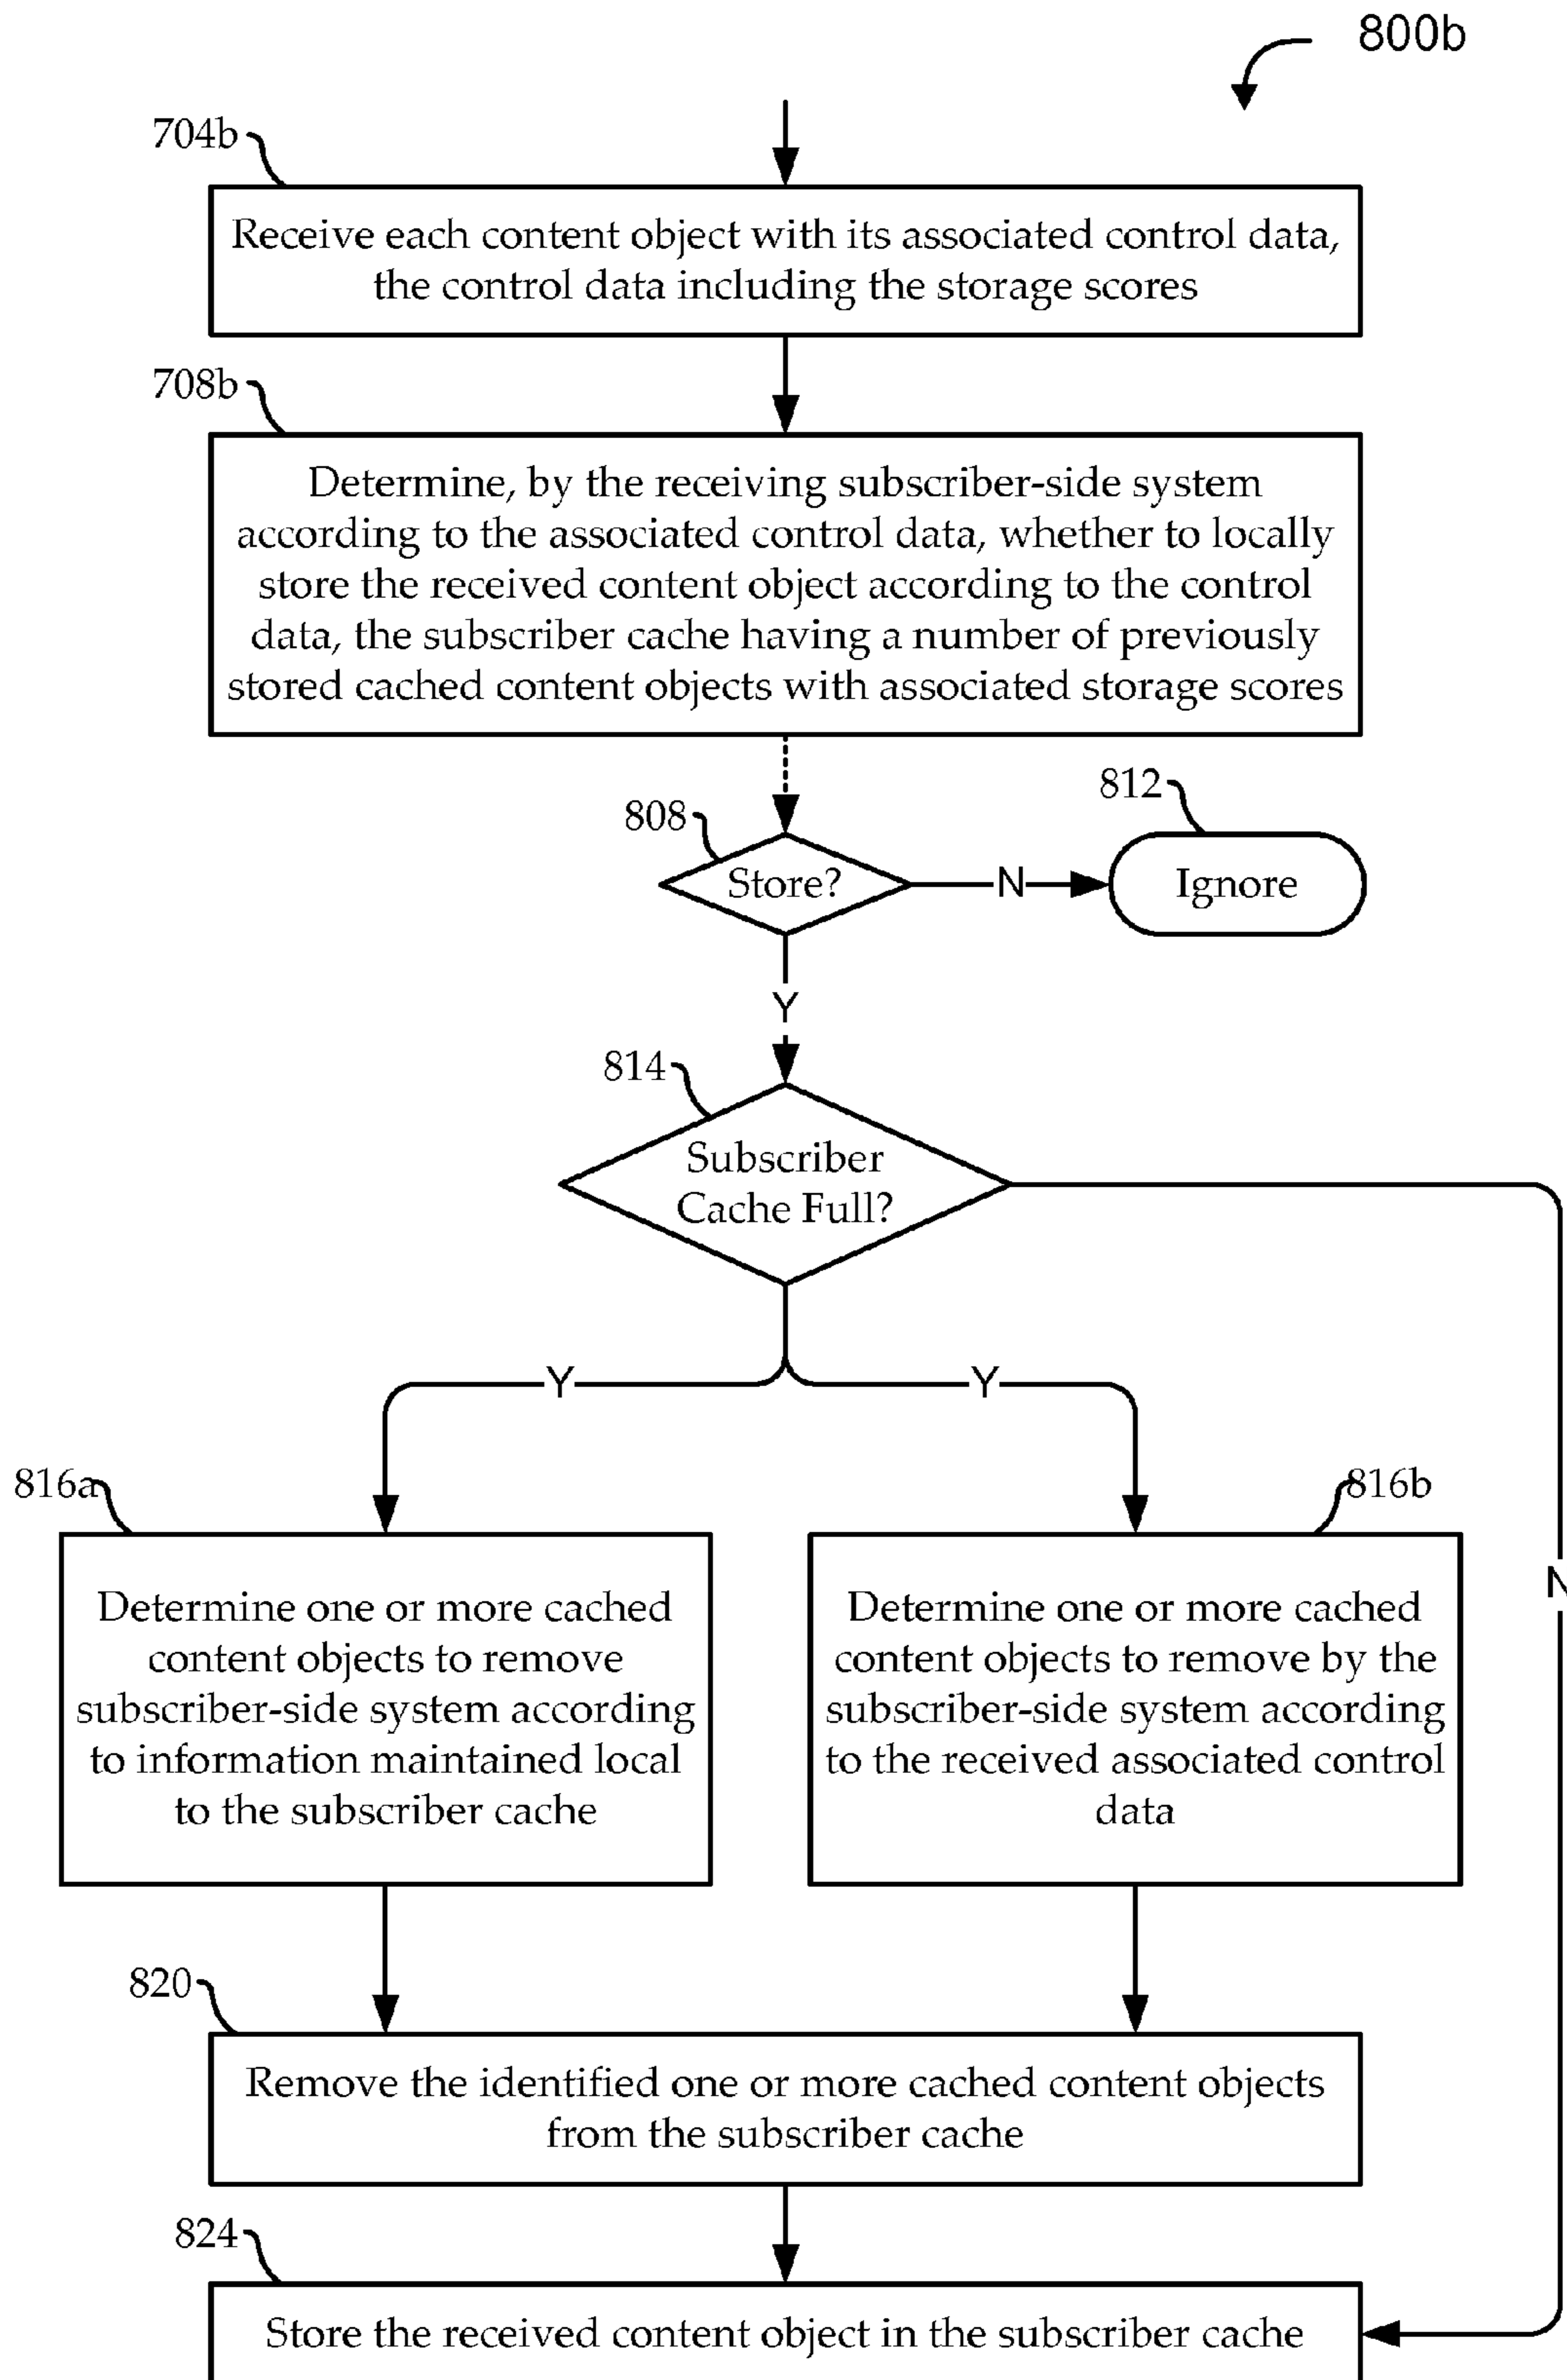 800b
704b
Receive each content object with its associated control data,
the control data including the storage scores
708b
Determine, by the receiving subscriber-side system
according to the associated control data, whether to locally
store the received content object according to the control
data, the subscriber cache having a number of previously
stored cached content objects with associated storage scores
812
808
Store?
N
Ignore
Y
814
Subscriber
Cache Full?
Y
Y
816a
816b
N
Determine one or more cached
content objects to remove
subscriber-side system according
to information maintained local
to the subscriber cache
Determine one or more cached
content objects to remove by the
subscriber-side system according
to the received associated control
data
820
Remove the identified one or more cached content objects
from the subscriber cache
824
Store the received content object in the subscriber cache